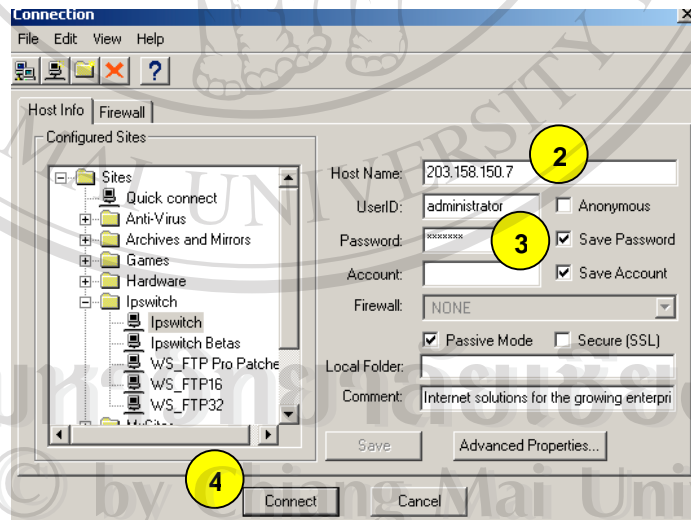 Connection
File Edit View Help
Host Info Firewall
Configured Sites
Sites
Quick connect
Anti-Virus
Archives and Mirrors
Games
Hardware
Ipswitch
Ipswitch
Ipswitch Betas
WS_FTP Pro Patche
WS_FTP16
WS_FTP32
Host Name: 203.158.150.7 2
UserID: administrator Anonymous
Password: xxxxxxx 3 Save Password
Account: Save Account
Firewall: NONE
Passive Mode Secure (SSL)
Local Folder:
Comment: Internet solutions for the growing enterpri
Save Advanced Properties...
4 Connect Cancel
© by Chiang Mai Uni